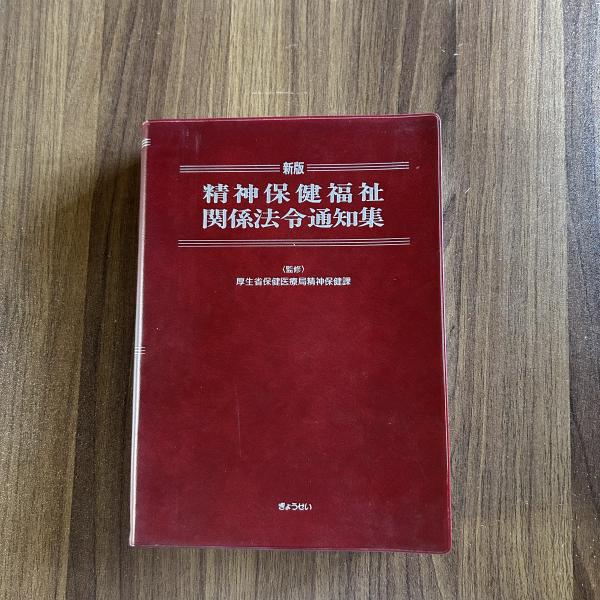 新版
精神保健福祉
関係法令通知集
〈監修〉
厚生省保健医療局精神保健課
ぎょうせい